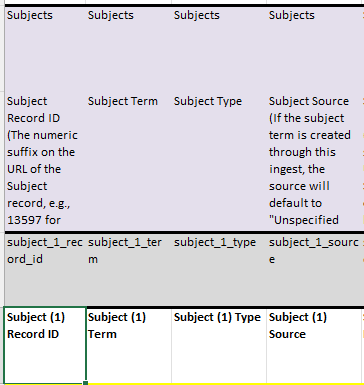 Subjects Subjects Subjects Subjects
Subject Record ID (The numeric suffix on the URL of the Subject record, e.g., 13597 for
Subject Term
Subject Type
Subject Source (If the subject term is created through this ingest, the source will default to "Unspecified
subject_1_record_id
subject_1_term
subject_1_type
subject_1_source
Subject (1) Record ID
Subject (1) Term
Subject (1) Type
Subject (1) Source